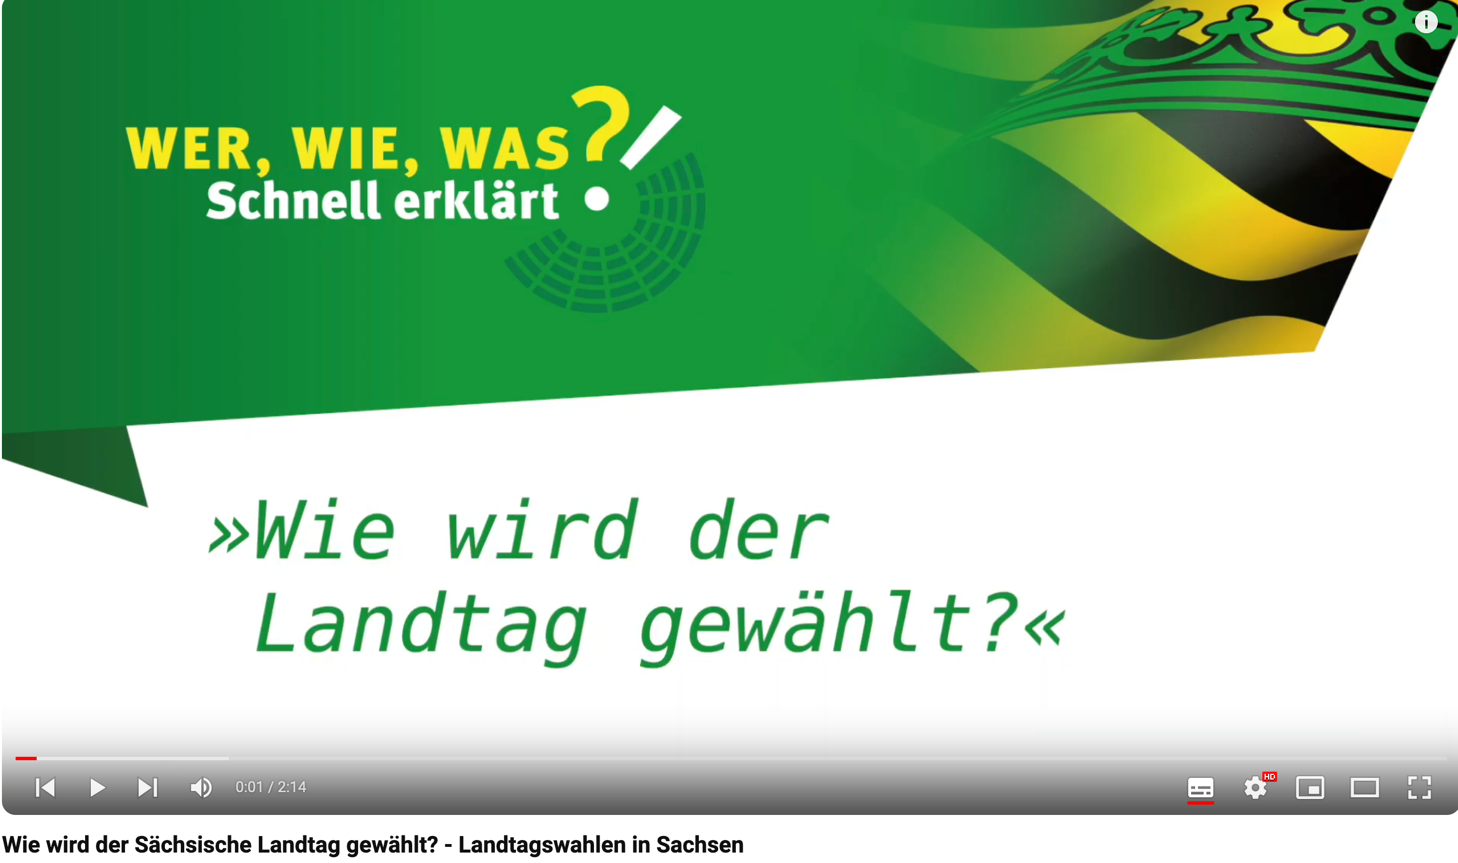 WER, WIE, WAS?!
Schnell erklärt
»Wie wird der
Landtag gewählt?«
0:01 / 2:14
HD
Wie wird der Sächsische Landtag gewählt? - Landtagswahlen in Sachsen